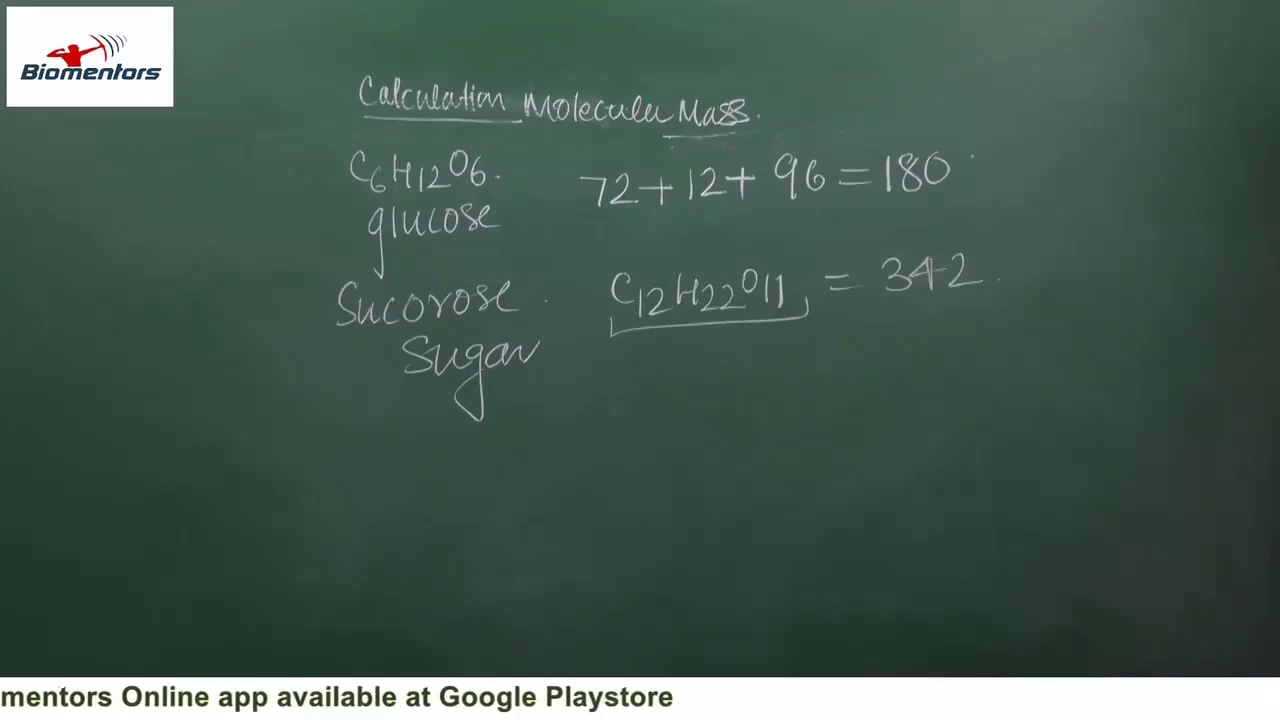 Biomentors
Calculation Molecular Mass.
C6H12O6. 72+12+96=180
glucose
Sucorose C12H22O11 = 342
Sugar
mentors Online app available at Google Playstore